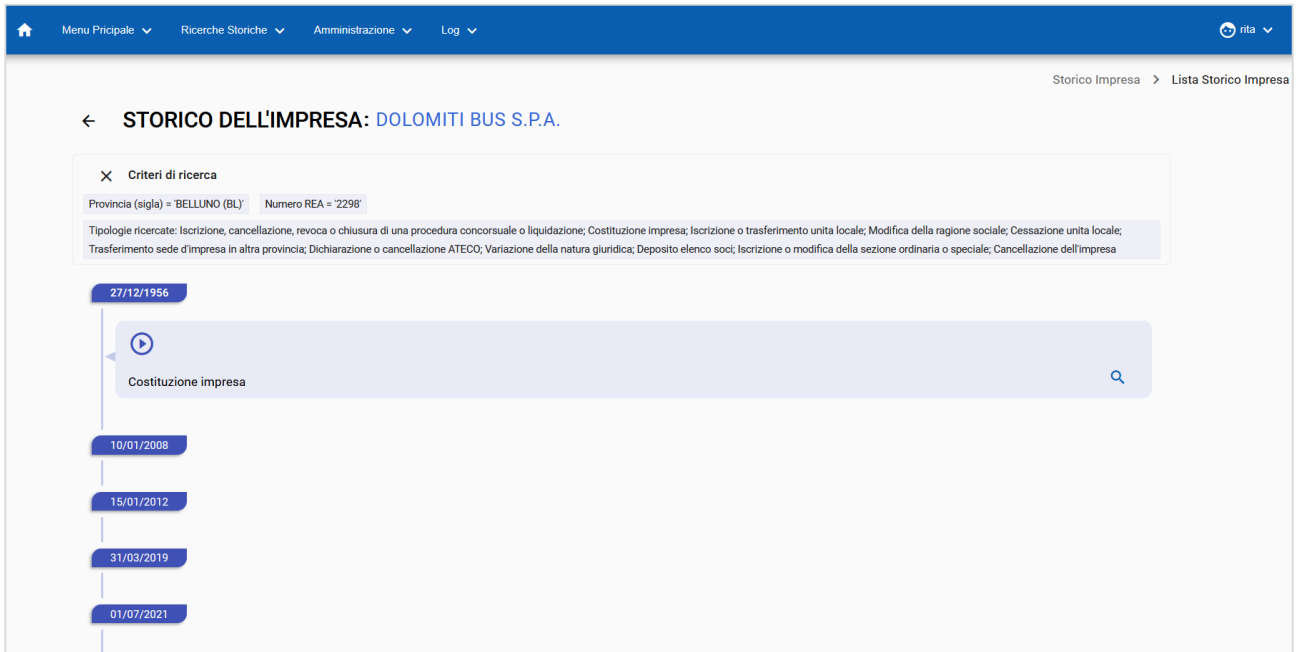 Menu Pricipale Ricerche Storiche Amministrazione Log rita
Storico Impresa > Lista Storico Impresa
STORICO DELL'IMPRESA: DOLOMITI BUS S.P.A.
Criteri di ricerca
Provincia (sigla) = 'BELLUNO (BL)' Numero REA = '2298'
Tipologie ricercate: Iscrizione, cancellazione, revoca o chiusura di una procedura concorsuale o liquidazione; Costituzione impresa; Iscrizione o trasferimento unita locale; Modifica della ragione sociale; Cessazione unita locale;
Trasferimento sede d'impresa in altra provincia; Dichiarazione o cancellazione ATECO; Variazione della natura giuridica; Deposito elenco soci; Iscrizione o modifica della sezione ordinaria o speciale; Cancellazione dell'impresa
27/12/1956
Costituzione impresa
10/01/2008
15/01/2012
31/03/2019
01/07/2021